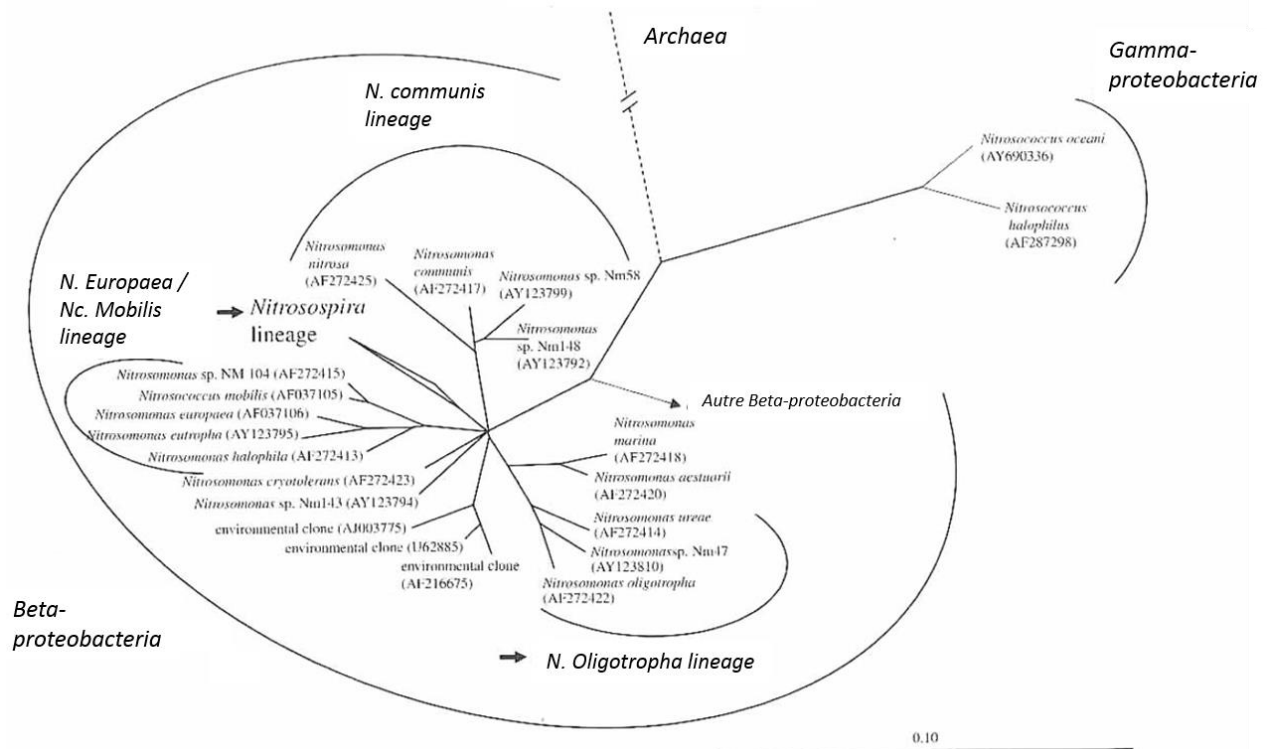 Archaea
Gamma-
proteobacteria
N. communis
lineage
Nitrosococcus oceani
(AY690336)
Nitrosococcus
halophilus
(AF287298)
Nitrosomonas
nitrosa
(AF272425)
Nitrosomonas
communis
(AF272417)
Nitrosomonas sp. Nm58
(AY123799)
N. Europaea /
Nc. Mobilis
lineage
Nitrosospira
lineage
Nitrosomonas
sp. Nm148
(AY123792)
Nitrosomonas sp. NM 104 (AF272415)
Nitrosococcus mobilis (AF037105)
Nitrosomonas europaea (AF037106)
Nitrosomonas eutropha (AY123795)
Nitrosomonas halophila (AF272413)
Nitrosomonas cryotolerans (AF272423)
Nitrosomonas sp. Nm143 (AY123794)
environmental clone (AJ003775)
environmental clone (U62885)
environmental clone
(AF216675)
Autre Beta-proteobacteria
Nitrosomonas
marina
(AF272418)
Nitrosomonas aestuarii
(AF272420)
Nitrosomonas ureae
(AF272414)
Nitrosomonassp. Nm47
(AY123810)
Nitrosomonas oligotropha
(AF272422)
Beta-
proteobacteria
N. Oligotropha lineage
0.10